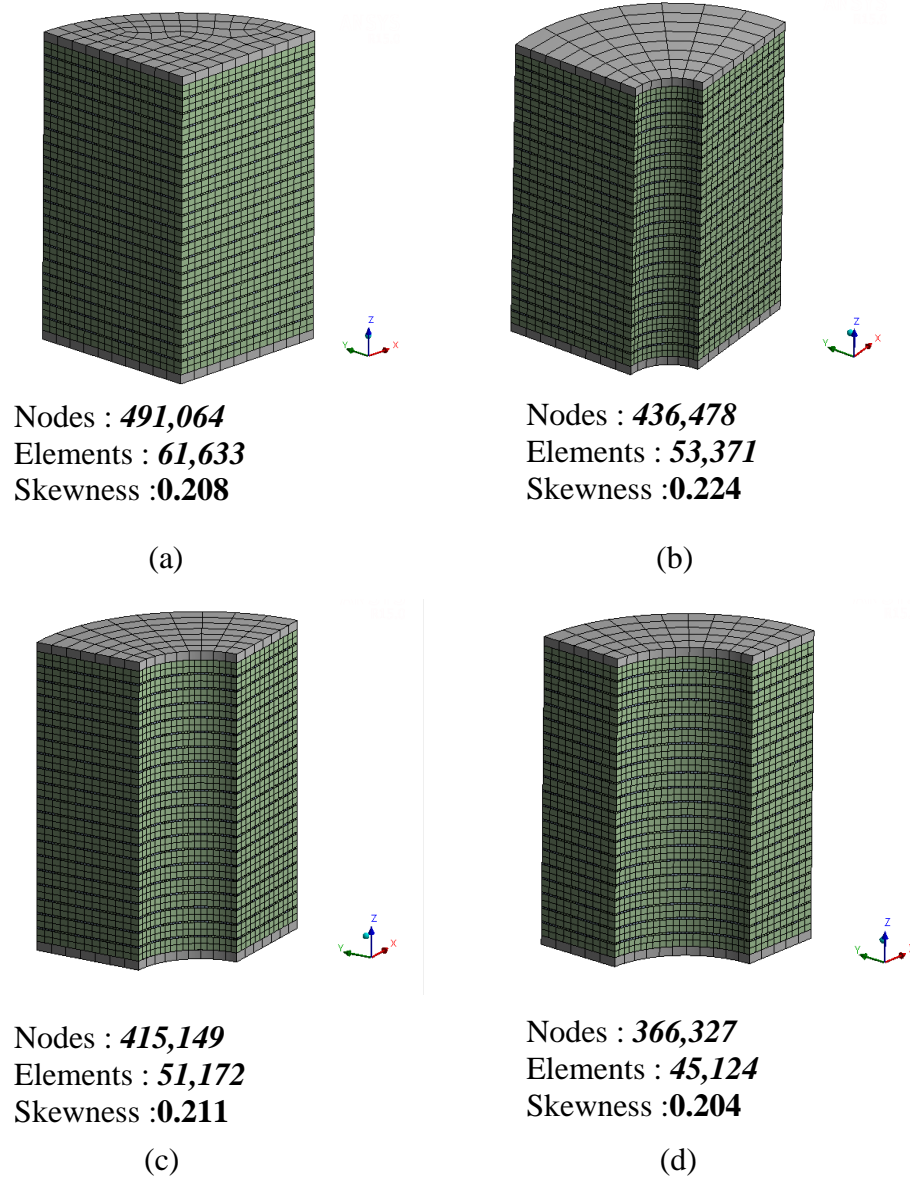 Z
Y
X
Z
Y
X
Nodes : 491,064
Elements : 61,633
Skewness :0.208
Nodes : 436,478
Elements : 53,371
Skewness :0.224
(a)
(b)
Z
Y
X
Z
Y
Nodes : 415,149
Elements : 51,172
Skewness :0.211
Nodes : 366,327
Elements : 45,124
Skewness :0.204
(c)
(d)